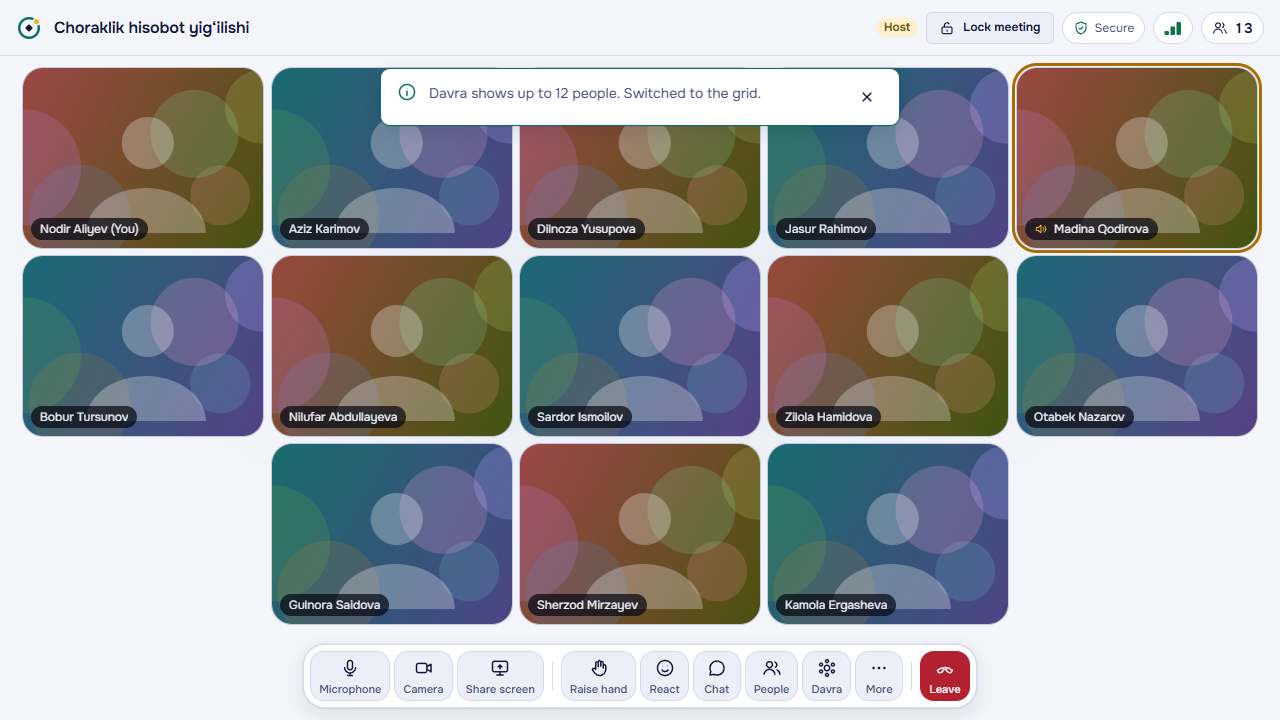 Choraklik hisobot yigʻilishi
Host
Lock meeting
Secure
13
Davra shows up to 12 people. Switched to the grid.
Nodir Aliyev (You)
Aziz Karimov
Dilnoza Yusupova
Jasur Rahimov
Madina Qodirova
Bobur Tursunov
Nilufar Abdullayeva
Sardor Ismoilov
Zilola Hamidova
Otabek Nazarov
Gulnora Saidova
Sherzod Mirzayev
Kamola Ergasheva
Microphone
Camera
Share screen
Raise hand
React
Chat
People
Davra
More
Leave